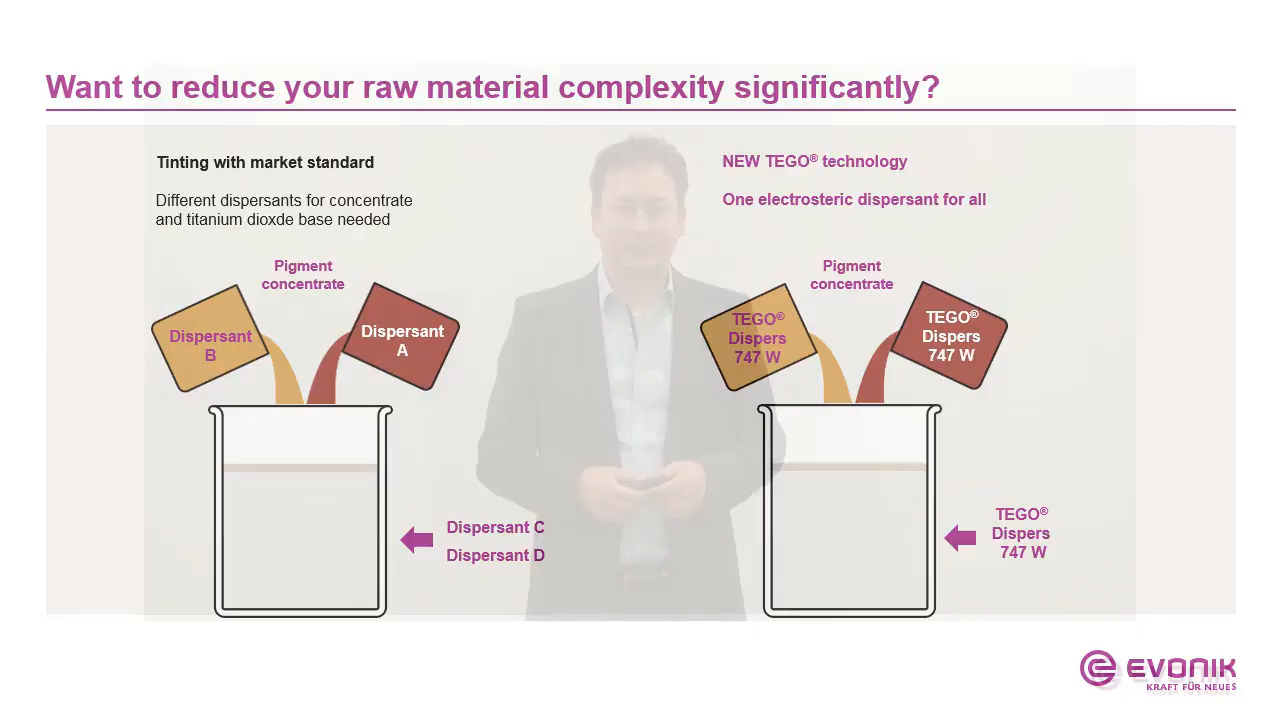 Want to reduce your raw material complexity significantly?
Tinting with market standard
Different dispersants for concentrate
and titanium dioxde base needed
Pigment
concentrate
Dispersant
B
Dispersant
A
Dispersant C
Dispersant D
NEW TEGO® technology
One electrosteric dispersant for all
Pigment
concentrate
TEGO®
Dispers
747 W
TEGO®
Dispers
747 W
TEGO®
Dispers
747 W
EVONIK
KRAFT FÜR NEUES